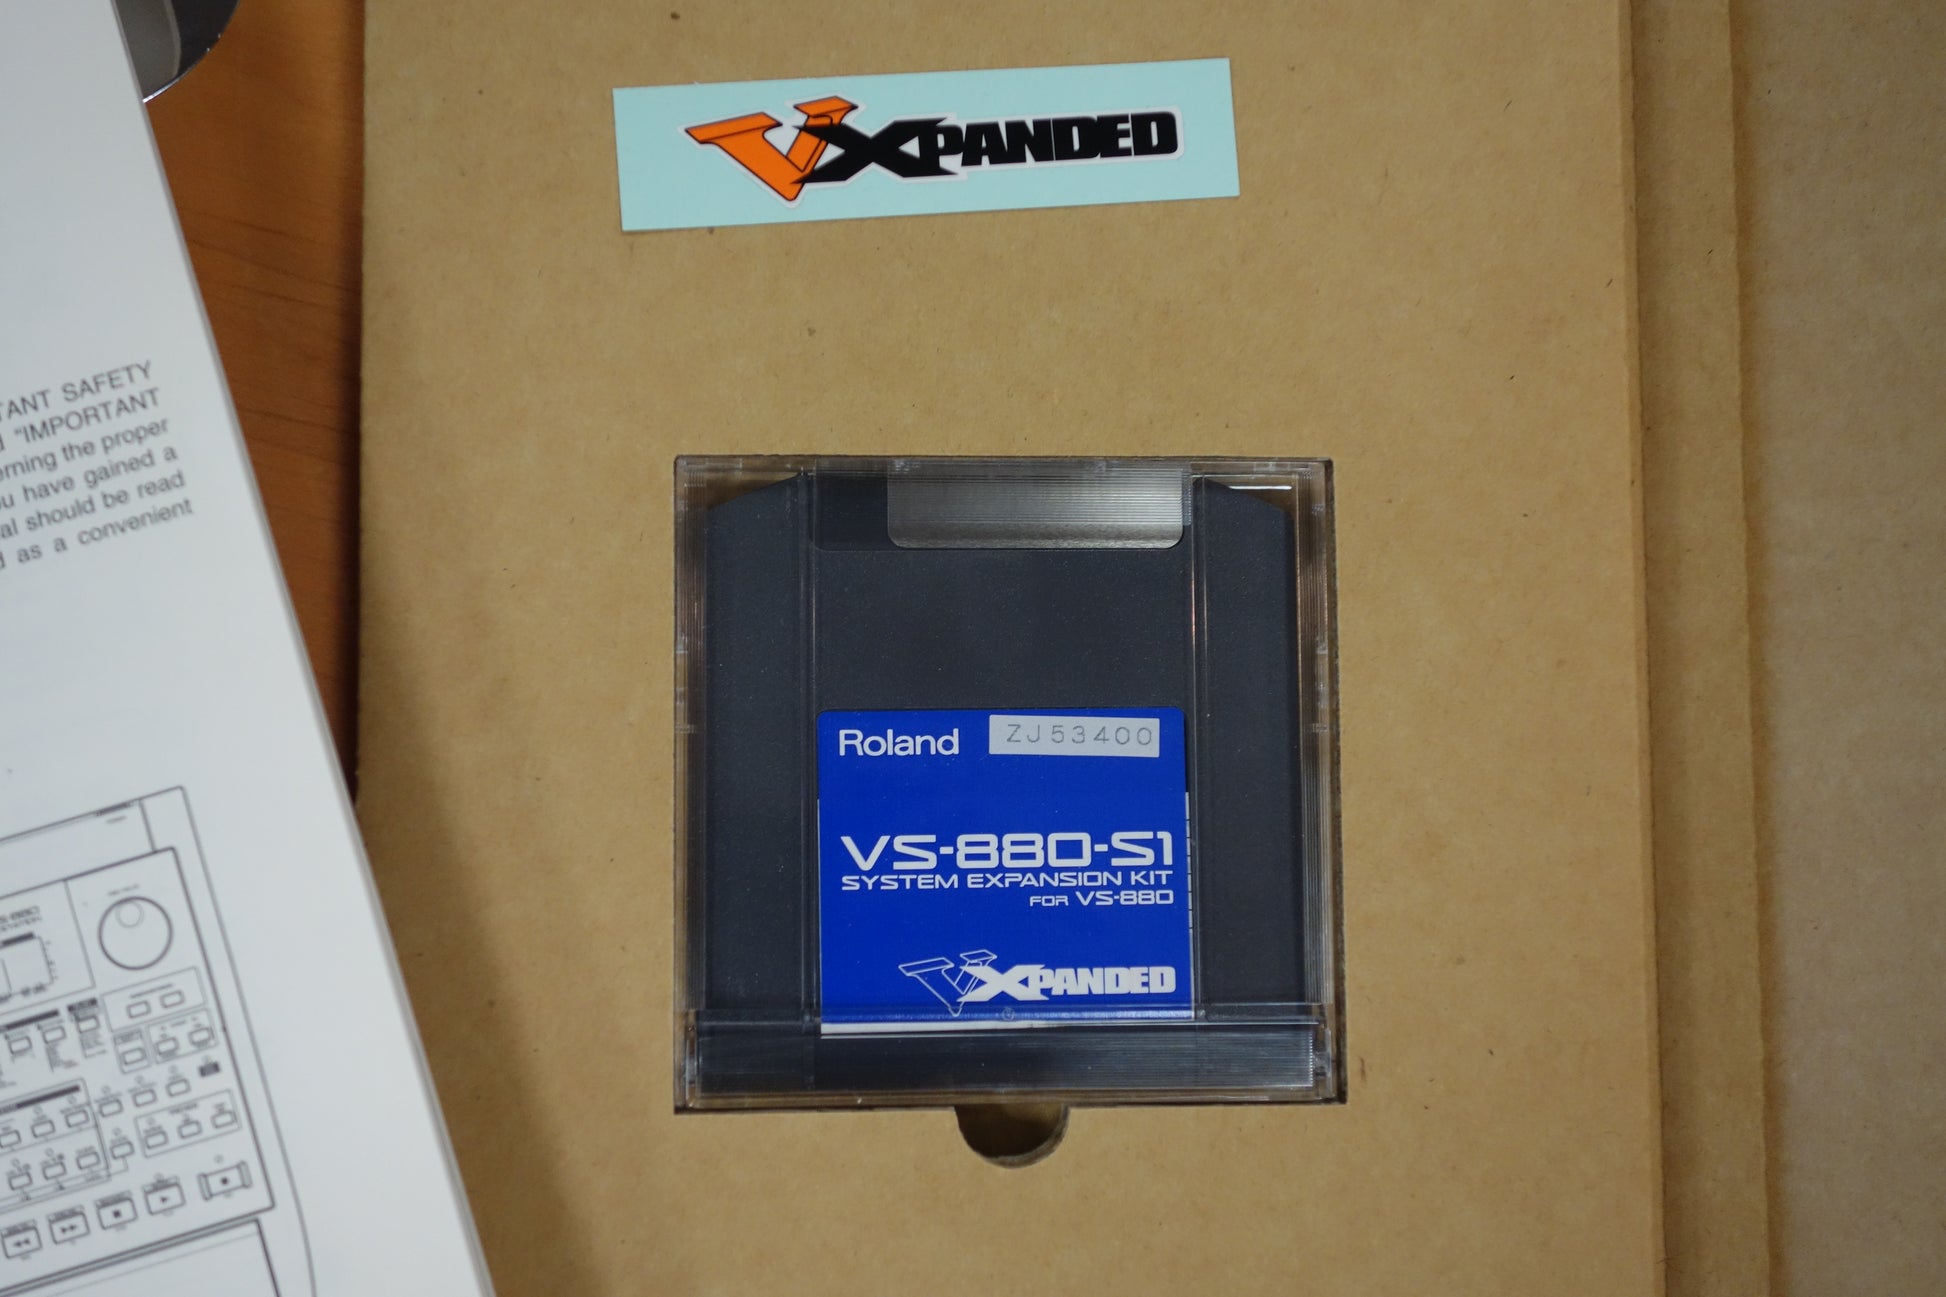 VXPANDED
TANT SAFETY
"IMPORTANT
erning the proper
u have gained a
al should be read
d as a convenient
Roland
ZJ53400
VS-880-S1
SYSTEM EXPANSION KIT
FOR VS-880
VXPANDED